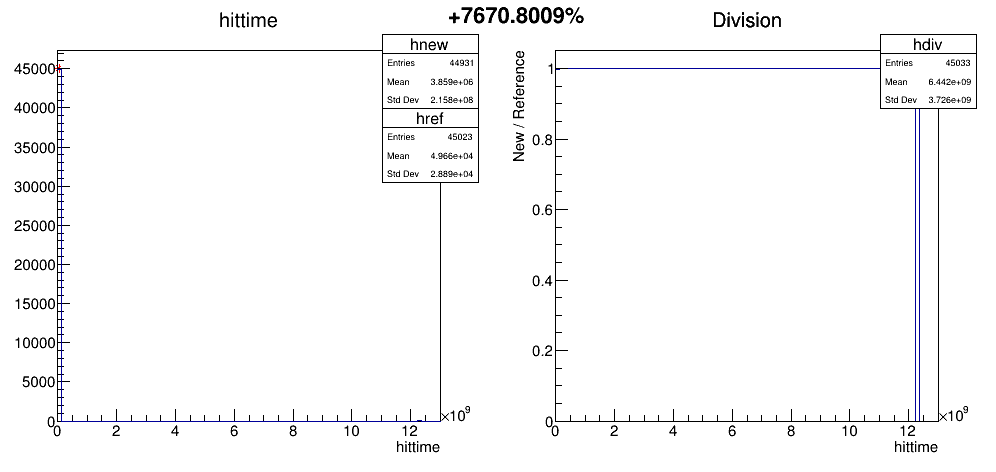 +7670.8009%
hittime
hnew
Entries 44931
Mean 3.859e+06
Std Dev 2.158e+08
href
Entries 45023
Mean 4.966e+04
Std Dev 2.889e+04
45000
40000
35000
30000
25000
20000
15000
10000
5000
0
0 2 4 6 8 10 12
×10⁹
hittime
Division
hdiv
Entries 45033
Mean 6.442e+09
Std Dev 3.726e+09
New / Reference
1
0.8
0.6
0.4
0.2
0
0 2 4 6 8 10 12
×10⁹
hittime